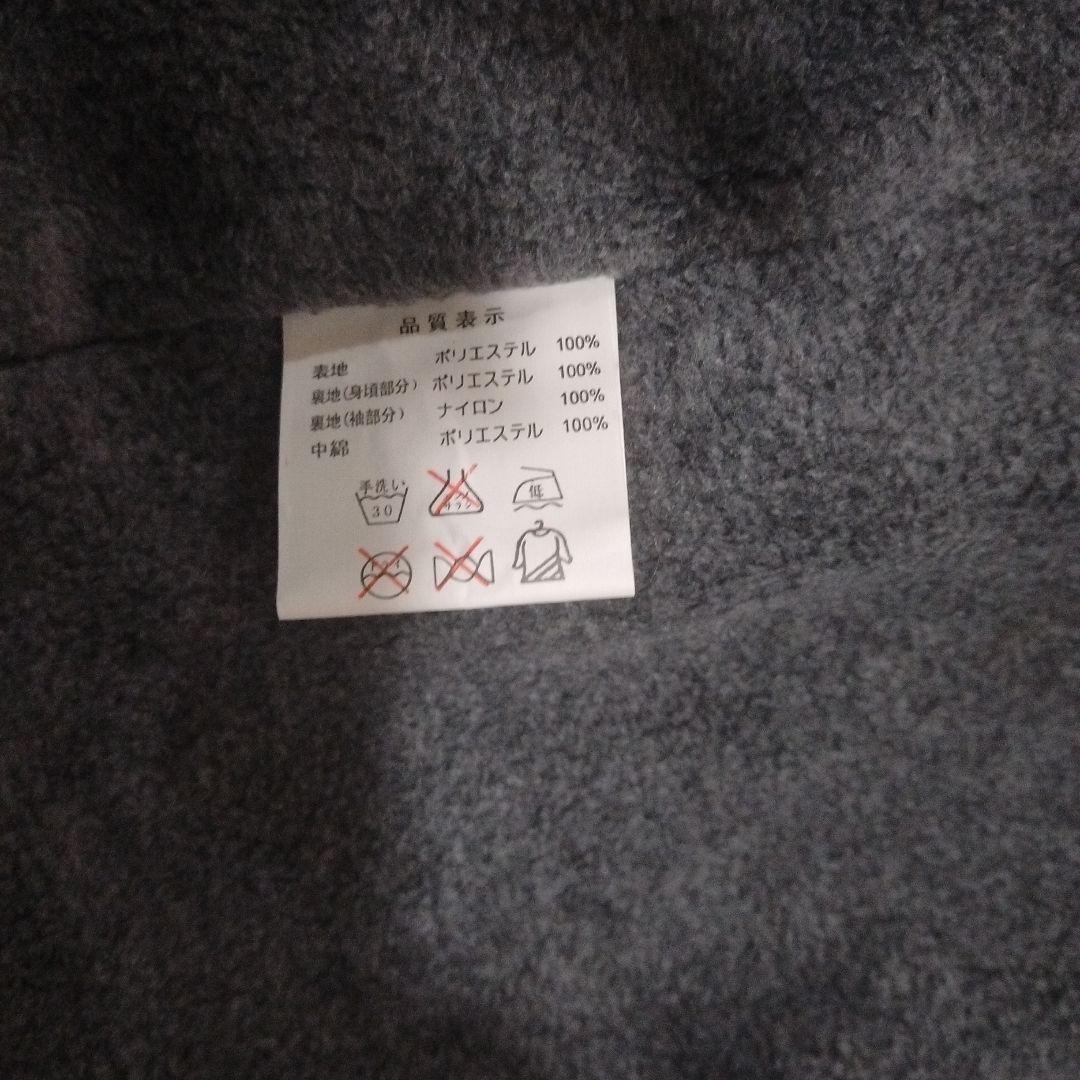 品質表示
表地 ポリエステル 100%
裏地(身頃部分) ポリエステル 100%
裏地(袖部分) ナイロン 100%
中綿 ポリエステル 100%
手洗い
30
低